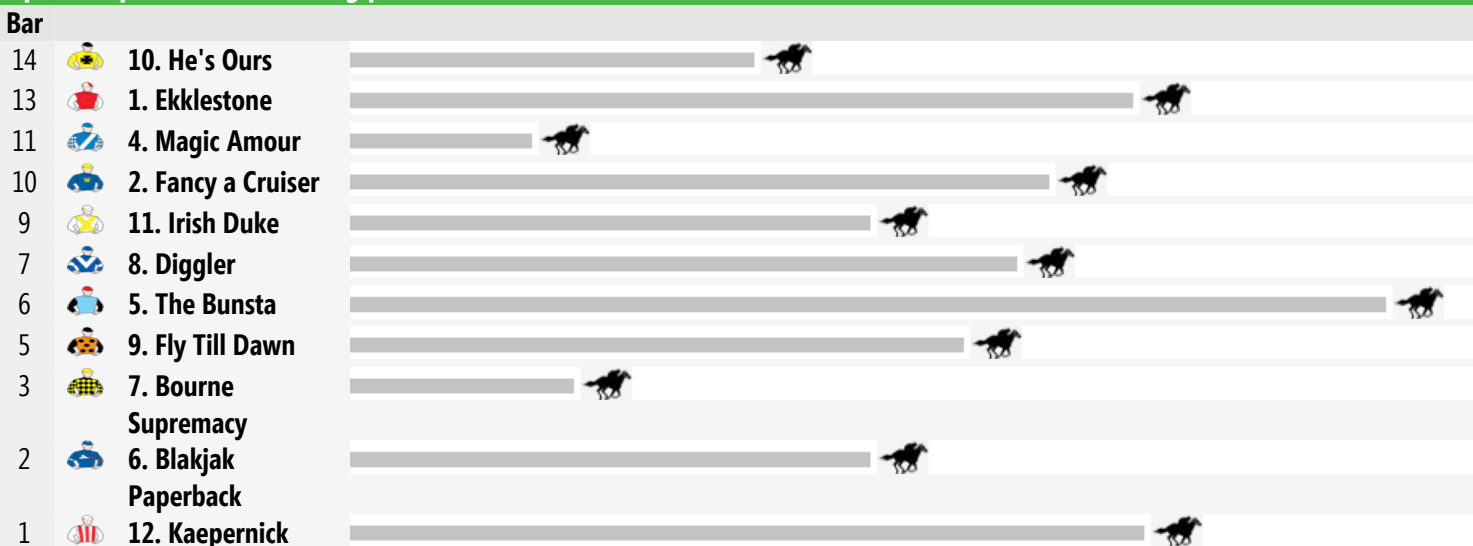 Bar
14 10. He's Ours
13 1. Ekklestone
11 4. Magic Amour
10 2. Fancy a Cruiser
9 11. Irish Duke
7 8. Diggler
6 5. The Bunsta
5 9. Fly Till Dawn
3 7. Bourne
Supremacy
2 6. Blakjak
Paperback
1 12. Kaepernick